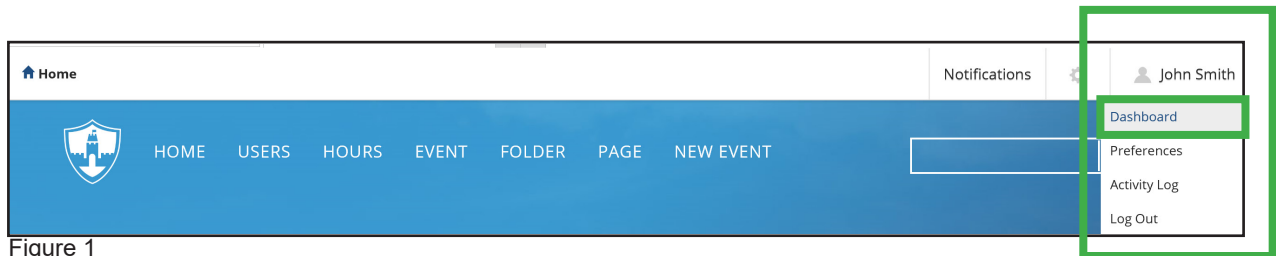 Home
Notifications
John Smith
Dashboard
HOME USERS HOURS EVENT FOLDER PAGE NEW EVENT
Preferences
Activity Log
Log Out
Figure 1